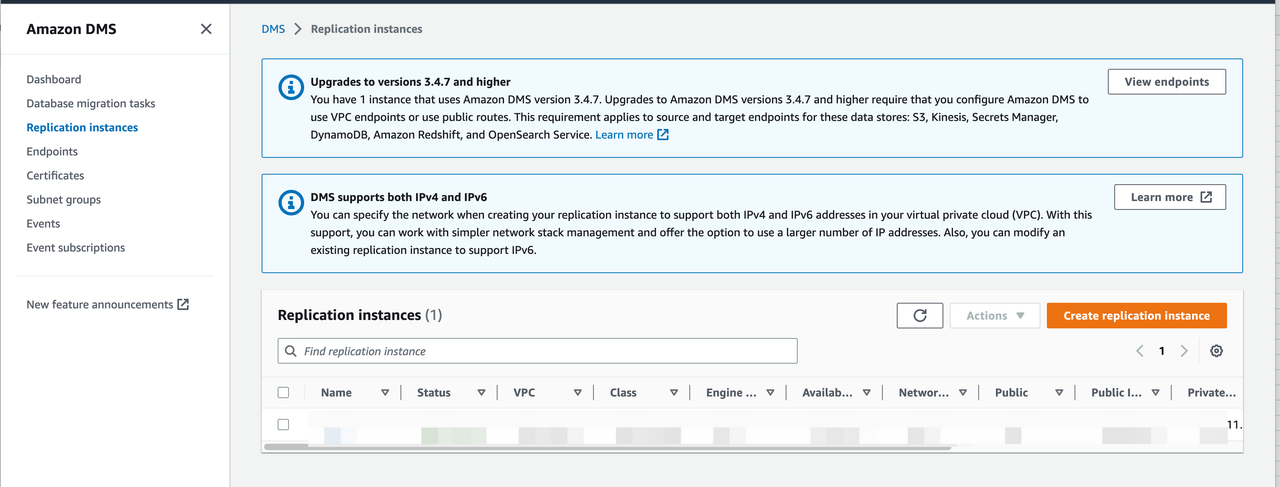 Amazon DMS
Dashboard
Database migration tasks
Replication instances
Endpoints
Certificates
Subnet groups
Events
Event subscriptions
New feature announcements
DMS > Replication instances
Upgrades to versions 3.4.7 and higher
View endpoints
You have 1 instance that uses Amazon DMS version 3.4.7. Upgrades to Amazon DMS versions 3.4.7 and higher require that you configure Amazon DMS to
use VPC endpoints or use public routes. This requirement applies to source and target endpoints for these data stores: S3, Kinesis, Secrets Manager,
DynamoDB, Amazon Redshift, and OpenSearch Service. Learn more
DMS supports both IPv4 and IPv6
Learn more
You can specify the network when creating your replication instance to support both IPv4 and IPv6 addresses in your virtual private cloud (VPC). With this
support, you can work with simpler network stack management and offer the option to use a larger number of IP addresses. Also, you can modify an
existing replication instance to support IPv6.
Replication instances (1)
Actions
Create replication instance
Find replication instance
1
Name Status VPC Class Engine ... Availab... Networ... Public Public I... Private...
11.